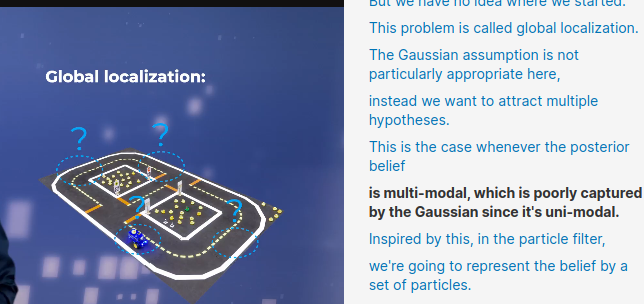 Global localization:
?
?
?
?
But we have no idea where we started.
This problem is called global localization.
The Gaussian assumption is not
particularly appropriate here,
instead we want to attract multiple
hypotheses.
This is the case whenever the posterior
belief
is multi-modal, which is poorly captured
by the Gaussian since it's uni-modal.
Inspired by this, in the particle filter,
we're going to represent the belief by a
set of particles.